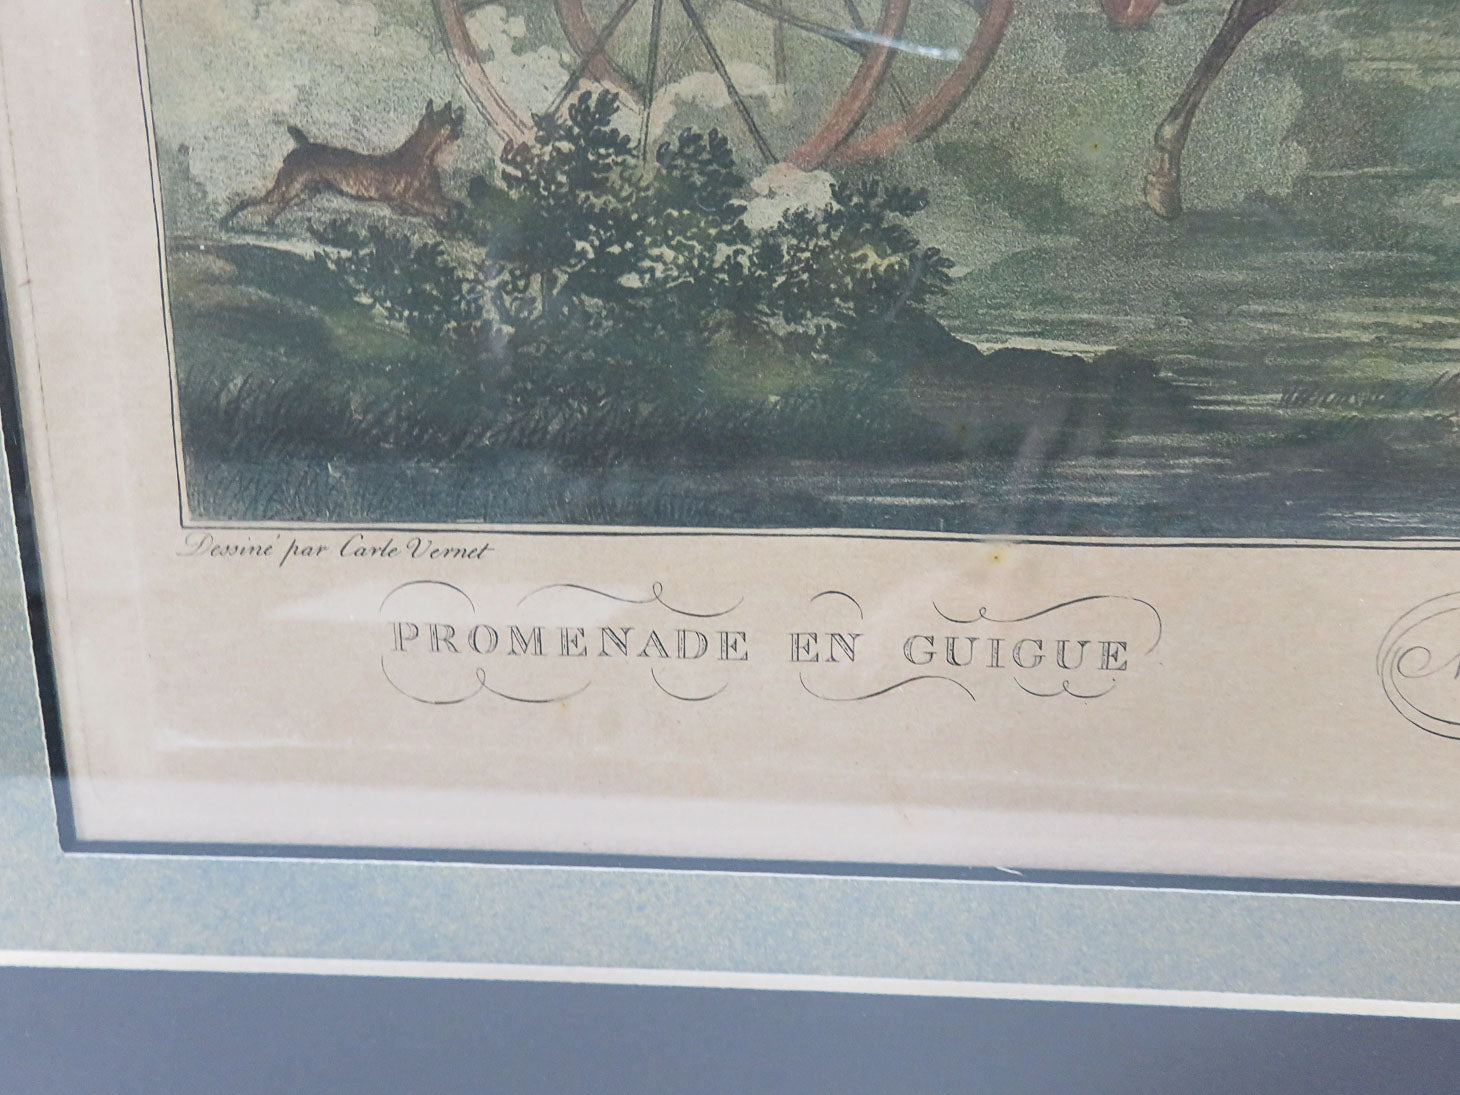 Dessiné par Carle Vernet
PROMENADE EN GUIGUE